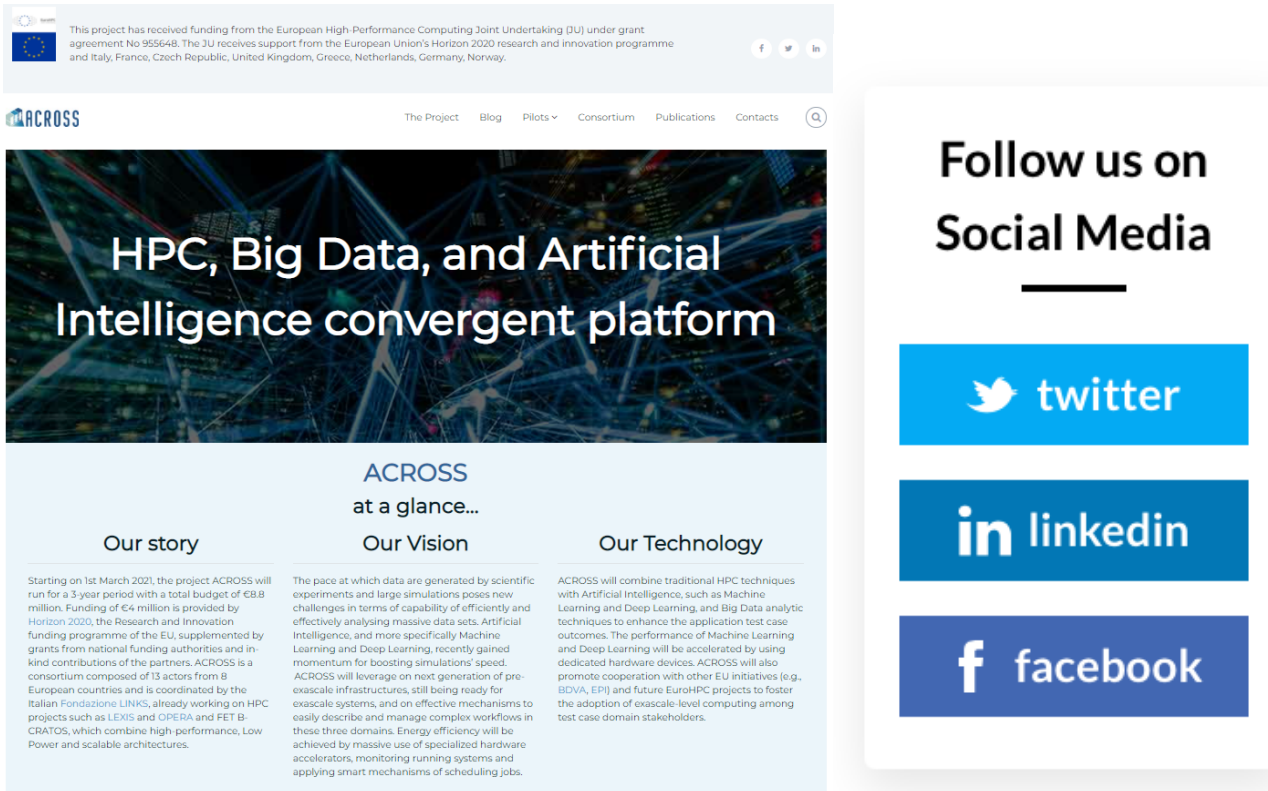 This project has received funding from the European High-Performance Computing Joint Undertaking (JU) under grant
agreement No 955648. The JU receives support from the European Union's Horizon 2020 research and innovation programme
and Italy, France, Czech Republic, United Kingdom, Greece, Netherlands, Germany, Norway.
ACROSS
The Project Blog Pilots Consortium Publications Contacts
HPC, Big Data, and Artificial
Intelligence convergent platform
ACROSS
at a glance...
Our story
Starting on 1st March 2021, the project ACROSS will
run for a 3-year period with a total budget of €8.8
million. Funding of €4 million is provided by
Horizon 2020, the Research and Innovation
funding programme of the EU, supplemented by
grants from national funding authorities and in-
kind contributions of the partners. ACROSS is a
consortium composed of 13 actors from 8
European countries and is coordinated by the
Italian Fondazione LINKS, already working on HPC
projects such as LEXIS and OPERA and FET B-
CRATOS, which combine high-performance, Low
Power and scalable architectures.
Our Vision
The pace at which data are generated by scientific
experiments and large simulations poses new
challenges in terms of capability of efficiently and
effectively analysing massive data sets. Artificial
Intelligence, and more specifically Machine
Learning and Deep Learning, recently gained
momentum for boosting simulations' speed.
ACROSS will leverage on next generation of pre-
exascale infrastructures, still being ready for
exascale systems, and on effective mechanisms to
easily describe and manage complex workflows in
these three domains. Energy efficiency will be
achieved by massive use of specialized hardware
accelerators, monitoring running systems and
applying smart mechanisms of scheduling jobs.
Our Technology
ACROSS will combine traditional HPC techniques
with Artificial Intelligence, such as Machine
Learning and Deep Learning, and Big Data analytic
techniques to enhance the application test case
outcomes. The performance of Machine Learning
and Deep Learning will be accelerated by using
dedicated hardware devices. ACROSS will also
promote cooperation with other EU initiatives (e.g.,
BDVA, EPI) and future EuroHPC projects to foster
the adoption of exascale-level computing among
test case domain stakeholders.
Follow us on
Social Media
twitter
in linkedin
f facebook